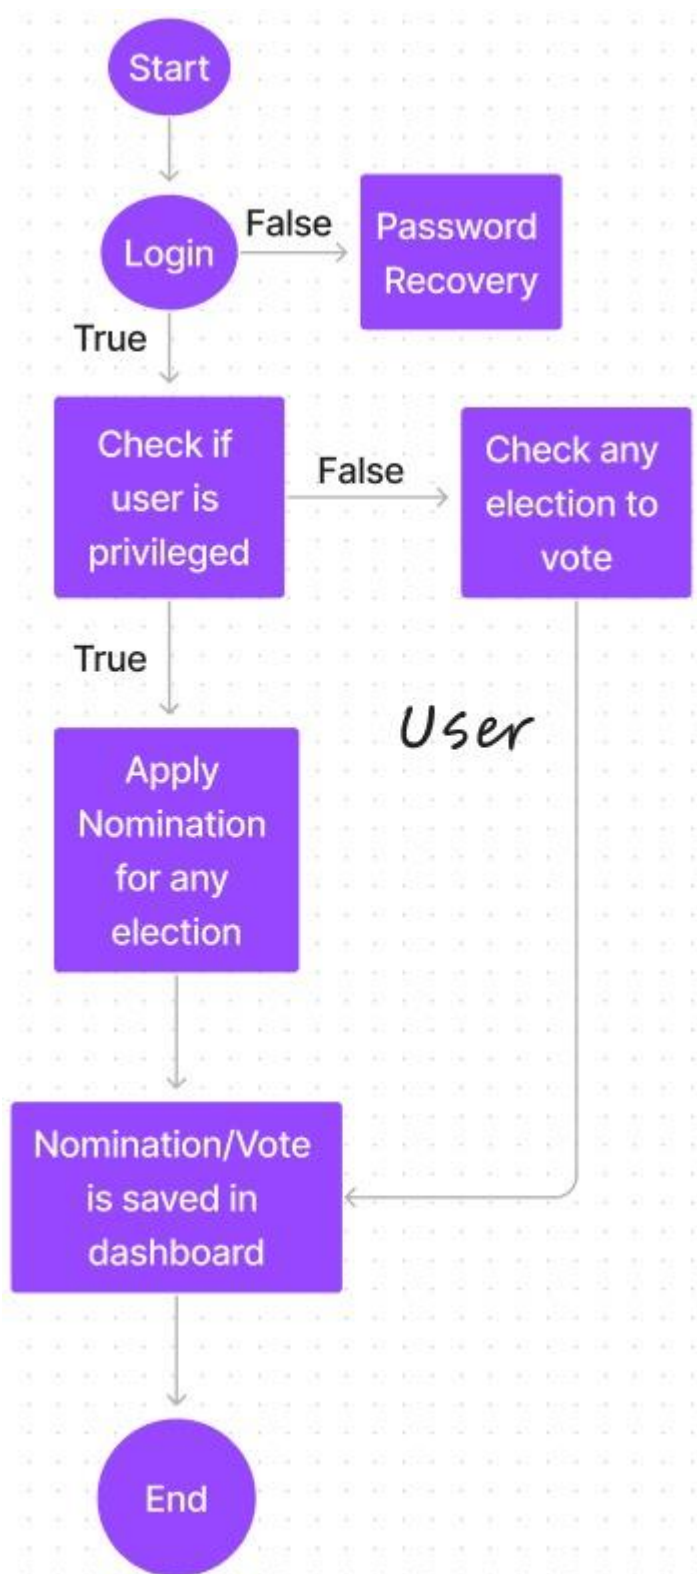 Start
Login
False
Password
Recovery
True
Check if
user is
privileged
False
Check any
election to
vote
True
User
Apply
Nomination
for any
election
Nomination/Vote
is saved in
dashboard
End